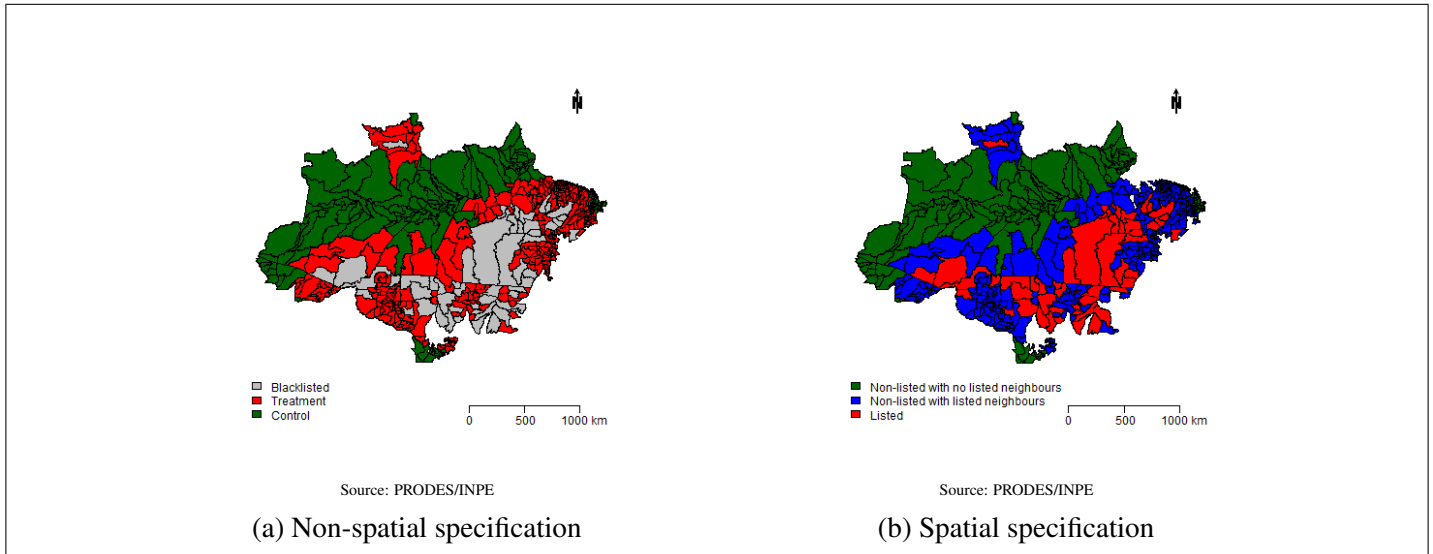 N
Blacklisted
Treatment
Control
0 500 1000 km
Source: PRODES/INPE
(a) Non-spatial specification
N
Non-listed with no listed neighbours
Non-listed with listed neighbours
Listed
0 500 1000 km
Source: PRODES/INPE
(b) Spatial specification